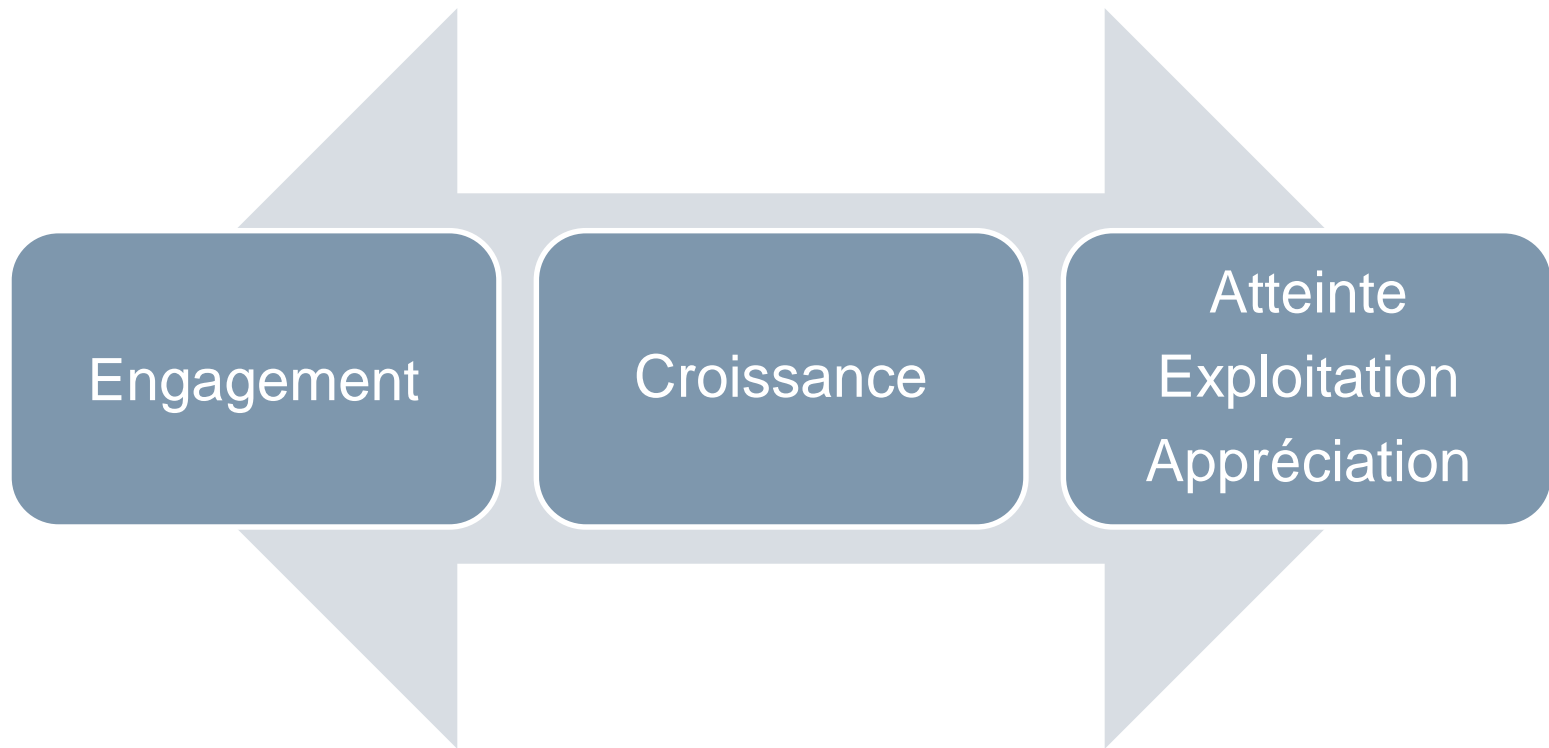 Engagement
Croissance
Atteinte
Exploitation
Appréciation